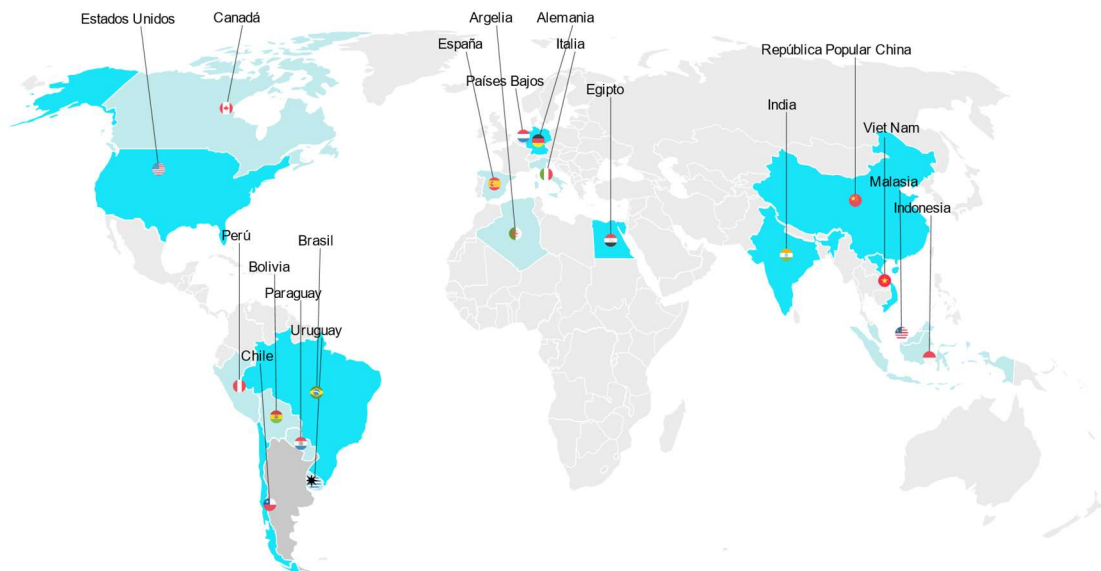 Estados Unidos
Canadá
Argelia
Alemania
España
Italia
República Popular China
Países Bajos
Egipto
India
Viet Nam
Malasia
Indonesia
Perú
Brasil
Bolivia
Paraguay
Uruguay
Chile